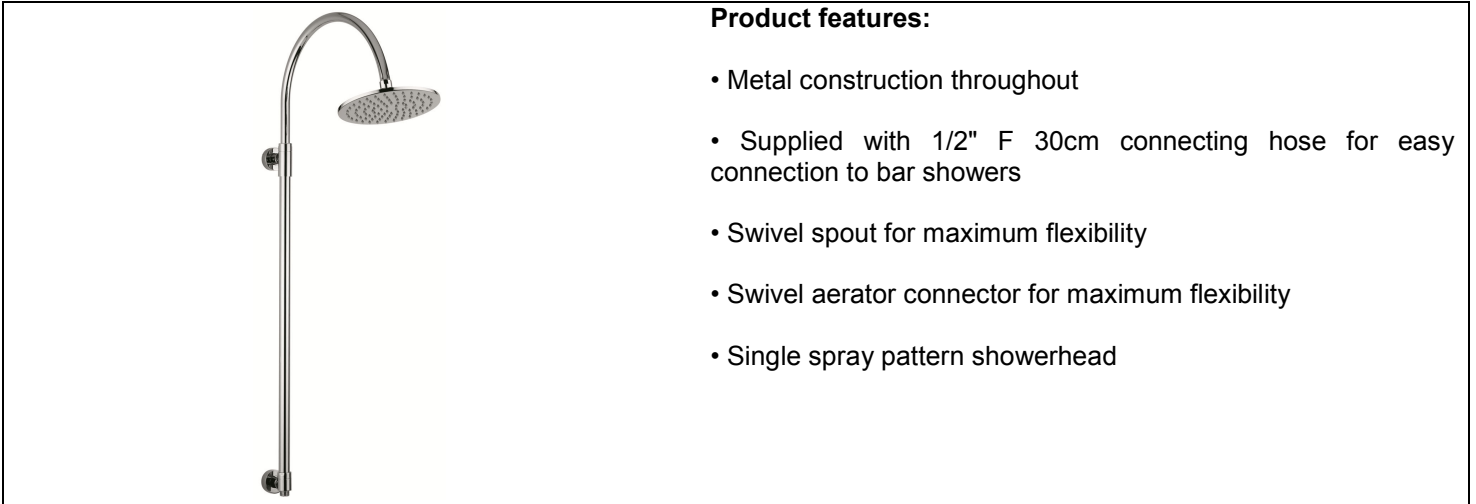 Product features:
• Metal construction throughout
• Supplied with 1/2" F 30cm connecting hose for easy
connection to bar showers
• Swivel spout for maximum flexibility
• Swivel aerator connector for maximum flexibility
• Single spray pattern showerhead